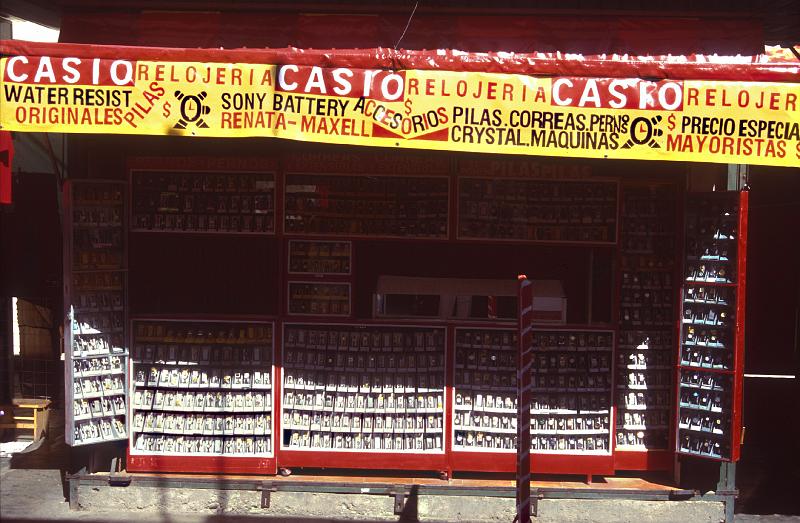 CASIO RELOJERIA CASIO RELOJERIA CASIO RELOJER
WATER RESIST
ORIGINALES
PILAS $
SONY BATTERY
RENATA-MAXELL
$ ACCESORIOS
PILAS.CORREAS.PERNOS
CRYSTAL.MAQUINAS
$ PRECIO ESPECIA
MAYORISTAS $